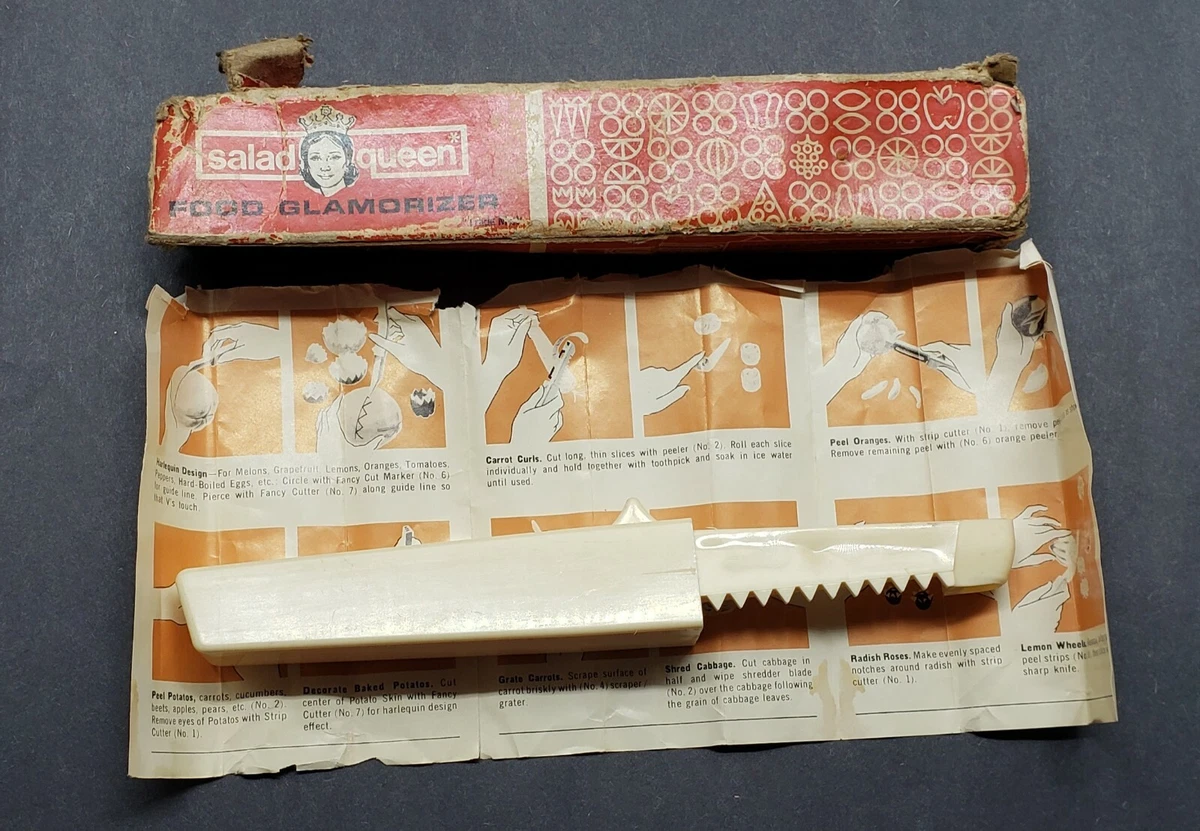 salad queen*
FOOD GLAMORIZER
Harlequin Design—For Melons, Grapefruit, Lemons, Oranges, Tomatoes,
Peppers, Hard-Boiled Eggs, etc.: Circle with Fancy Cut Marker (No. 6)
for guide line. Pierce with Fancy Cutter (No. 7) along guide line so
that V's touch.
Carrot Curls. Cut long, thin slices with peeler (No. 2). Roll each slice
individually and hold together with toothpick and soak in ice water
until used.
Peel Oranges. With strip cutter (No. 1), remove
Remove remaining peel with (No. 6) orange peeler.
Peel Potatos, carrots, cucumbers,
beets, apples, pears, etc. (No. 2).
Remove eyes of Potatos with Strip
Cutter (No. 1).
Decorate Baked Potatos. Cut
center of Potato Skin with Fancy
Cutter (No. 7) for harlequin design
effect.
Grate Carrots. Scrape surface of
carrot briskly with (No. 4) scraper/
grater.
Shred Cabbage. Cut cabbage in
half and wipe shredder blade
(No. 2) over the cabbage following
the grain of cabbage leaves.
Radish Roses. Make evenly spaced
notches around radish with strip
cutter (No. 1).
Lemon Wheels.
peel strips
sharp knife.